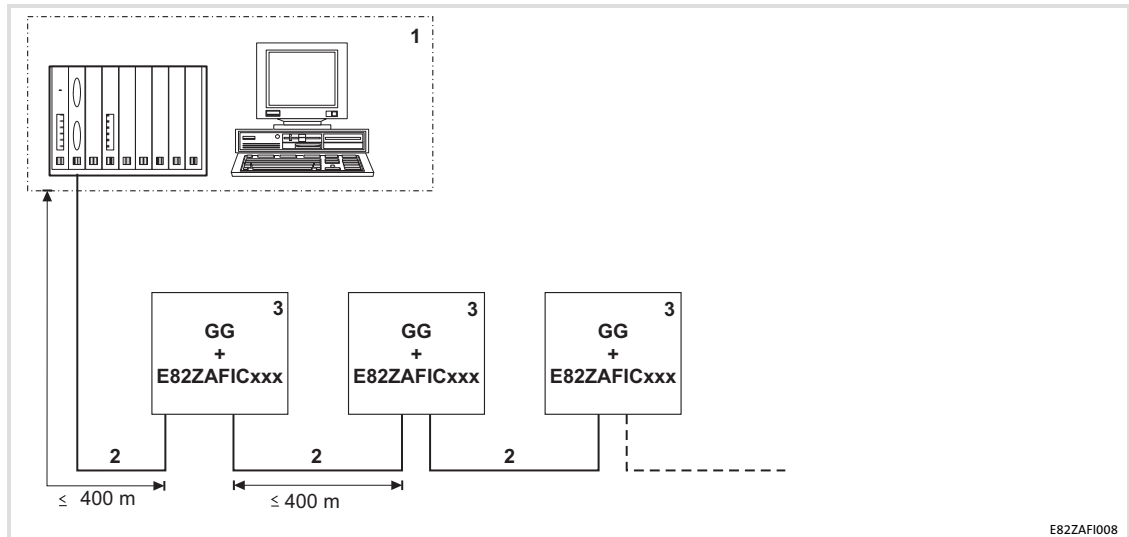 1
3
GG
+
E82ZAFICxxx
3
GG
+
E82ZAFICxxx
3
GG
+
E82ZAFICxxx
2
2
2
≤ 400 m
≤ 400 m
E82ZAFI008